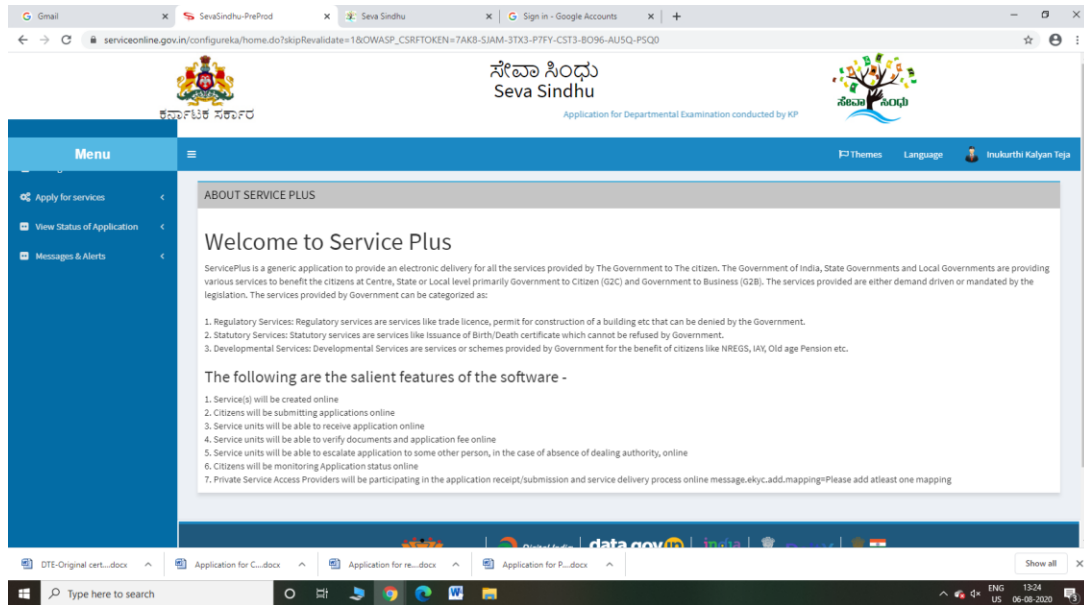 Gmail
SevaSindhu-PreProd
Seva Sindhu
Sign in - Google Accounts
serviceonline.gov.in/configureka/home.do?skipRevalidate=1&OWASP_CSRFTOKEN=7AK8-SJAM-3TX3-P7FY-CST3-BO96-AU5Q-PSQ0
ಕರ್ನಾಟಕ ಸರ್ಕಾರ
ಸೇವಾ ಸಿಂಧು
Seva Sindhu
Application for Departmental Examination conducted by KP
ಸೇವಾ ಸಿಂಧು
Menu
Themes Language Inukurthi Kalyan Teja
Apply for services
View Status of Application
Messages & Alerts
ABOUT SERVICE PLUS
Welcome to Service Plus
ServicePlus is a generic application to provide an electronic delivery for all the services provided by The Government to The citizen. The Government of India, State Governments and Local Governments are providing
various services to benefit the citizens at Centre, State or Local level primarily Government to Citizen (G2C) and Government to Business (G2B). The services provided are either demand driven or mandated by the
legislation. The services provided by Government can be categorized as:
1. Regulatory Services: Regulatory services are services like trade licence, permit for construction of a building etc that can be denied by the Government.
2. Statutory Services: Statutory services are services like Issuance of Birth/Death certificate which cannot be refused by Government.
3. Developmental Services: Developmental Services are services or schemes provided by Government for the benefit of citizens like NREGS, IAY, Old age Pension etc.
The following are the salient features of the software -
1. Service(s) will be created online
2. Citizens will be submitting applications online
3. Service units will be able to receive application online
4. Service units will be able to verify documents and application fee online
5. Service units will be able to escalate application to some other person, in the case of absence of dealing authority, online
6. Citizens will be monitoring Application status online
7. Private Service Access Providers will be participating in the application receipt/submission and service delivery process online message.ekyc.add.mapping=Please add atleast one mapping
Digital India data.gov in india
DTE-Original cert....docx
Application for C....docx
Application for re....docx
Application for P....docx
Show all
Type here to search
ENG
US
13:24
06-08-2020